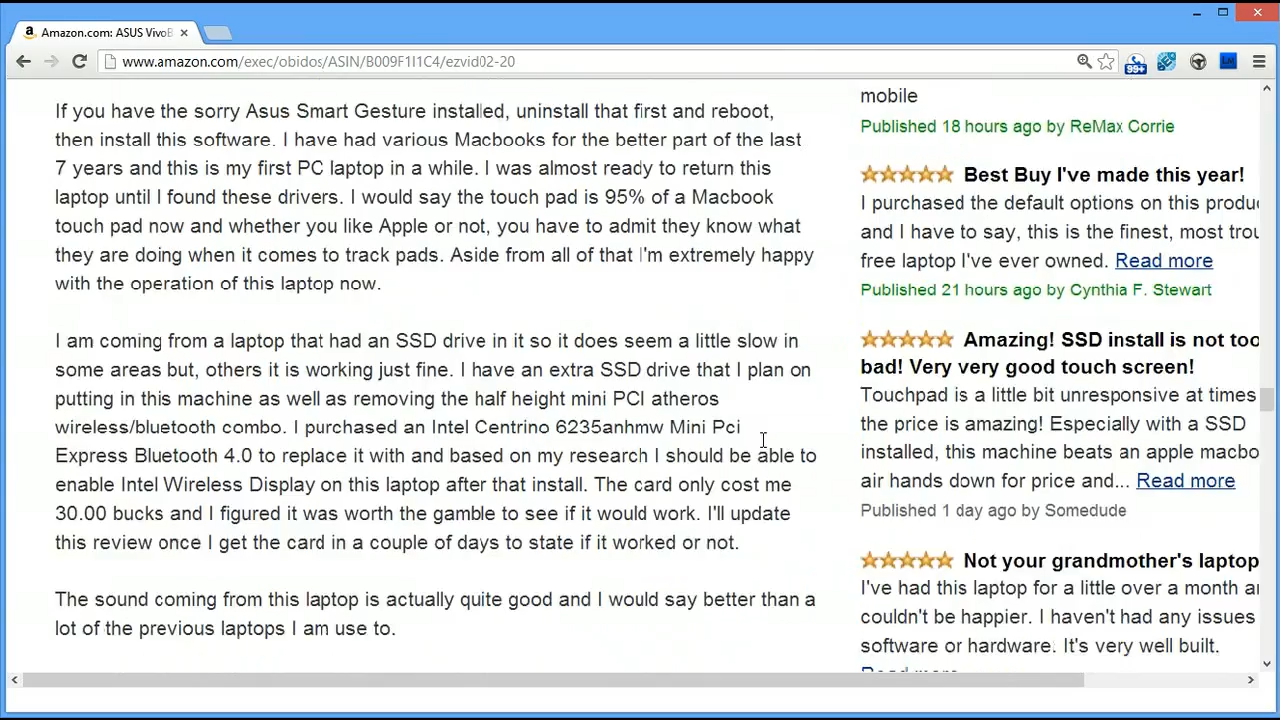 Amazon.com: ASUS VivoB
www.amazon.com/exec/obidos/ASIN/B009F1I1C4/ezvid02-20
99+
LM
If you have the sorry Asus Smart Gesture installed, uninstall that first and reboot,
then install this software. I have had various Macbooks for the better part of the last
7 years and this is my first PC laptop in a while. I was almost ready to return this
laptop until I found these drivers. I would say the touch pad is 95% of a Macbook
touch pad now and whether you like Apple or not, you have to admit they know what
they are doing when it comes to track pads. Aside from all of that I'm extremely happy
with the operation of this laptop now.
I am coming from a laptop that had an SSD drive in it so it does seem a little slow in
some areas but, others it is working just fine. I have an extra SSD drive that I plan on
putting in this machine as well as removing the half height mini PCI atheros
wireless/bluetooth combo. I purchased an Intel Centrino 6235anhmw Mini Pci
Express Bluetooth 4.0 to replace it with and based on my research I should be able to
enable Intel Wireless Display on this laptop after that install. The card only cost me
30.00 bucks and I figured it was worth the gamble to see if it would work. I'll update
this review once I get the card in a couple of days to state if it worked or not.
The sound coming from this laptop is actually quite good and I would say better than a
lot of the previous laptops I am use to.
mobile
Published 18 hours ago by ReMax Corrie
Best Buy I've made this year!
I purchased the default options on this produ
and I have to say, this is the finest, most trou
free laptop I've ever owned. Read more
Published 21 hours ago by Cynthia F. Stewart
Amazing! SSD install is not too
bad! Very very good touch screen!
Touchpad is a little bit unresponsive at times
the price is amazing! Especially with a SSD
installed, this machine beats an apple macbo
air hands down for price and... Read more
Published 1 day ago by Somedude
Not your grandmother's laptop
I've had this laptop for a little over a month a
couldn't be happier. I haven't had any issues
software or hardware. It's very well built.
Read more